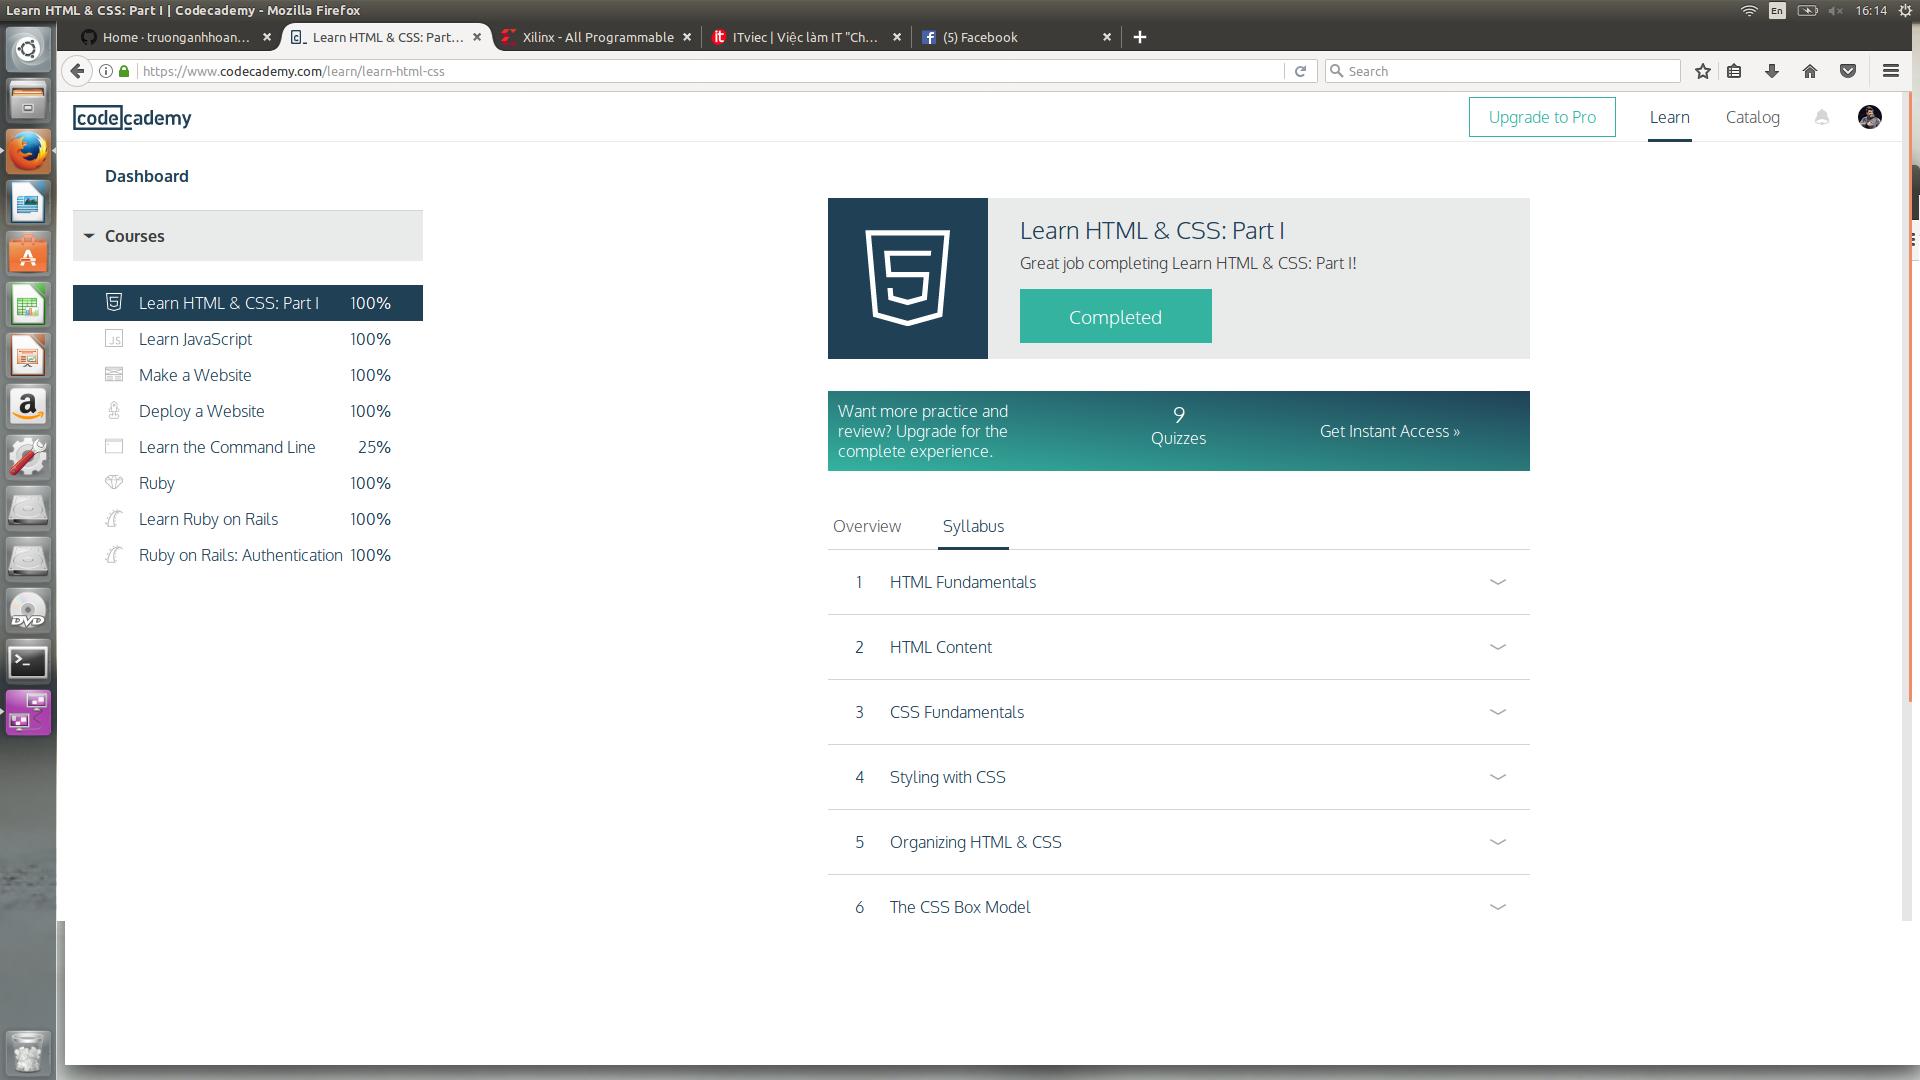 Learn HTML & CSS: Part I | Codecademy - Mozilla Firefox
En
16:14
Home · truonganhhoan...
Learn HTML & CSS: Part...
Xilinx - All Programmable
ITviec | Việc làm IT "Ch...
(5) Facebook
https://www.codecademy.com/learn/learn-html-css
Search
codecademy
Upgrade to Pro
Learn
Catalog
Dashboard
Courses
Learn HTML & CSS: Part I 100%
Learn JavaScript 100%
Make a Website 100%
Deploy a Website 100%
Learn the Command Line 25%
Ruby 100%
Learn Ruby on Rails 100%
Ruby on Rails: Authentication 100%
Learn HTML & CSS: Part I
Great job completing Learn HTML & CSS: Part I!
Completed
Want more practice and
review? Upgrade for the
complete experience.
9
Quizzes
Get Instant Access »
Overview
Syllabus
1 HTML Fundamentals
2 HTML Content
3 CSS Fundamentals
4 Styling with CSS
5 Organizing HTML & CSS
6 The CSS Box Model